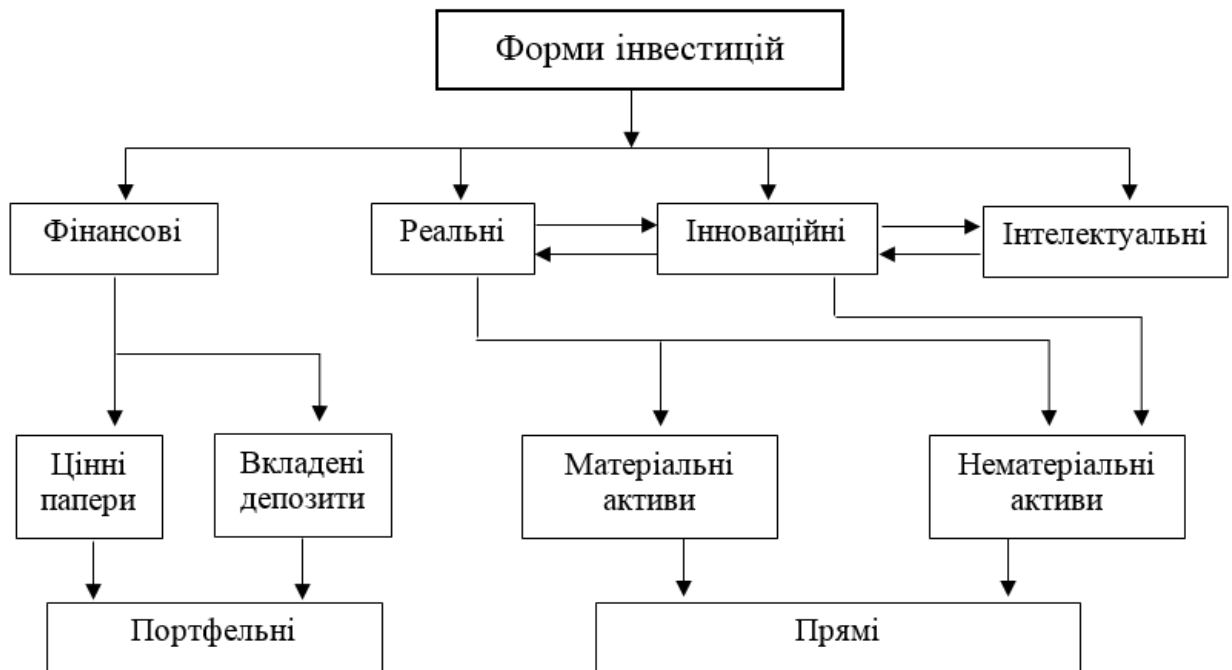 Форми інвестицій
Фінансові
Реальні
Інноваційні
Інтелектуальні
Цінні
папери
Вкладені
депозити
Матеріальні
активи
Нематеріальні
активи
Портфельні
Прямі